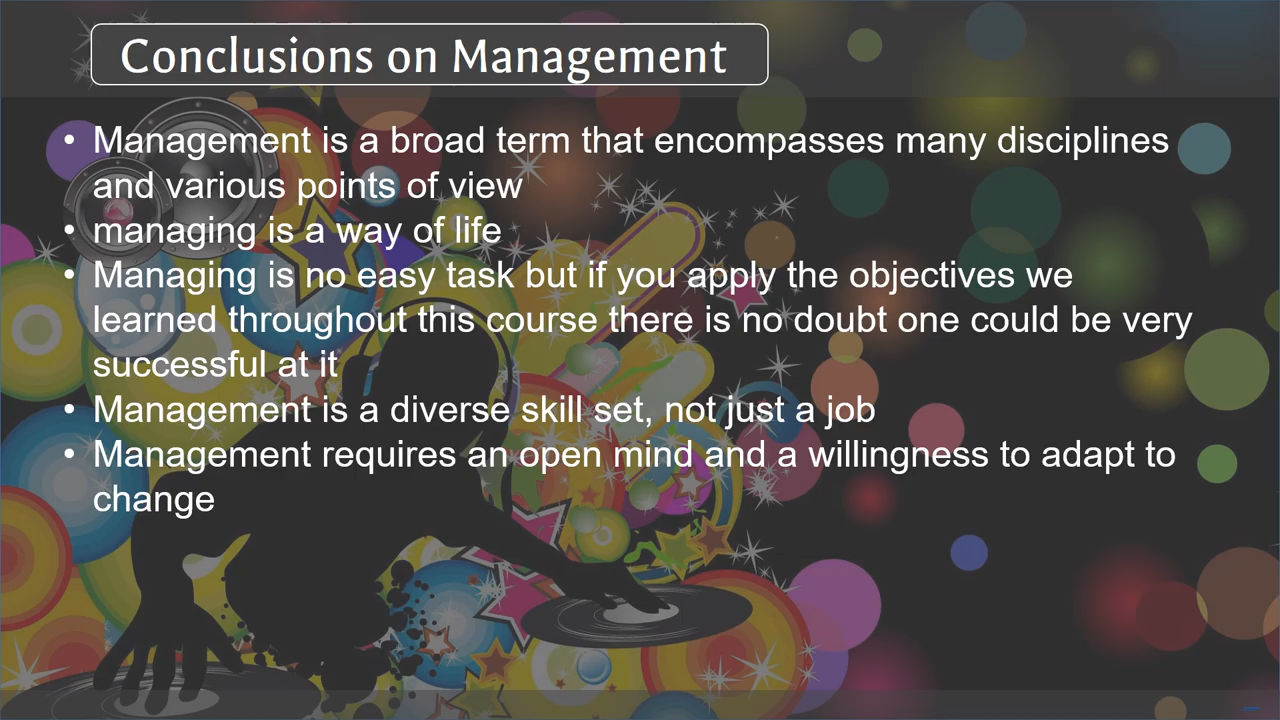 Conclusions on Management
• Management is a broad term that encompasses many disciplines
and various points of view
• managing is a way of life
• Managing is no easy task but if you apply the objectives we
learned throughout this course there is no doubt one could be very
successful at it
• Management is a diverse skill set, not just a job
• Management requires an open mind and a willingness to adapt to
change